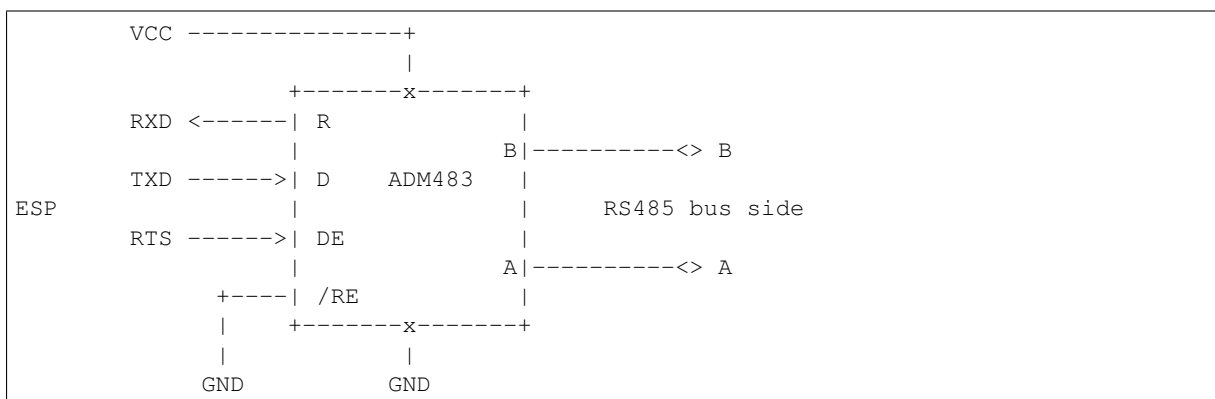 VCC ---------------+
|
+-------x-------+
RXD <------| R |
| B|----------<> B
TXD ------>| D ADM483 |
ESP | | RS485 bus side
RTS ------>| DE |
| A|----------<> A
+----| /RE |
| +-------x-------+
| |
GND GND